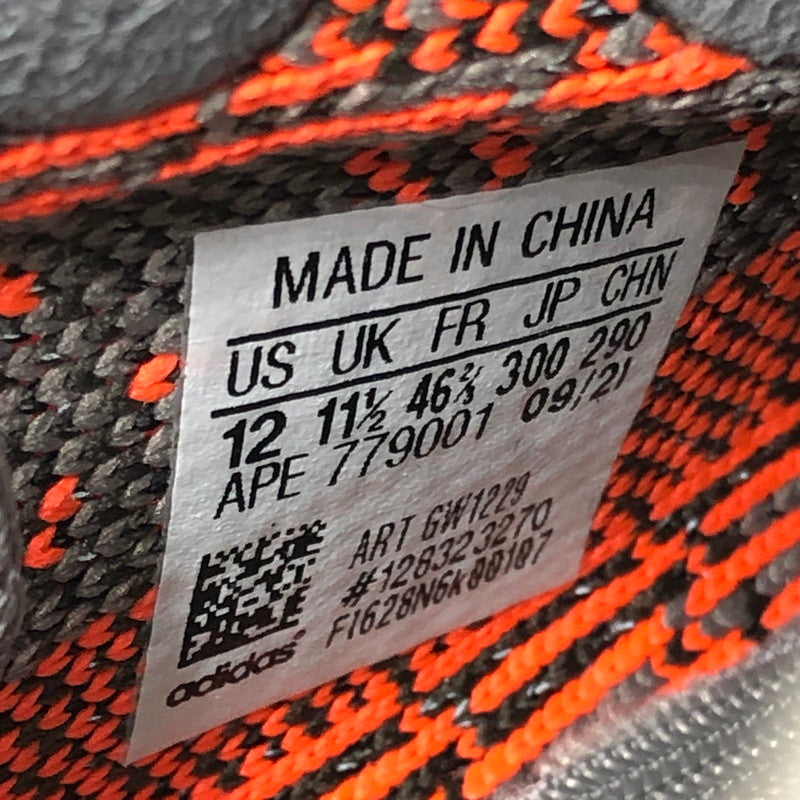 MADE IN CHINA
US UK FR JP CHN
12 11½ 46⅔ 300 290
APE 779001 09/21
ART GW1229
#128323270
F1628N6k00107
adidas